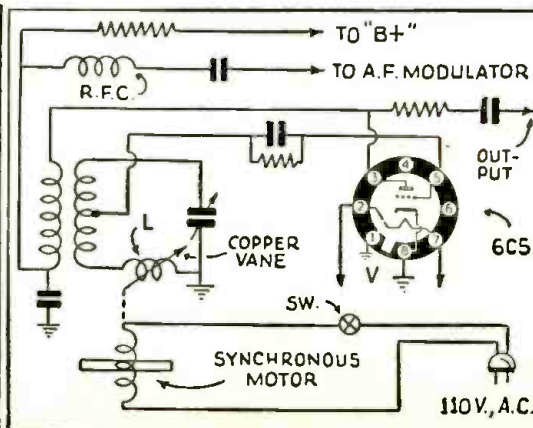 TO "B+"
R.F.C.
TO A.F. MODULATOR
OUT-
PUT
3
4
5
2
6
1
8
7
6C5
V
L
COPPER
VANE
SW.
SYNCHRONOUS
MOTOR
110V., A.C.